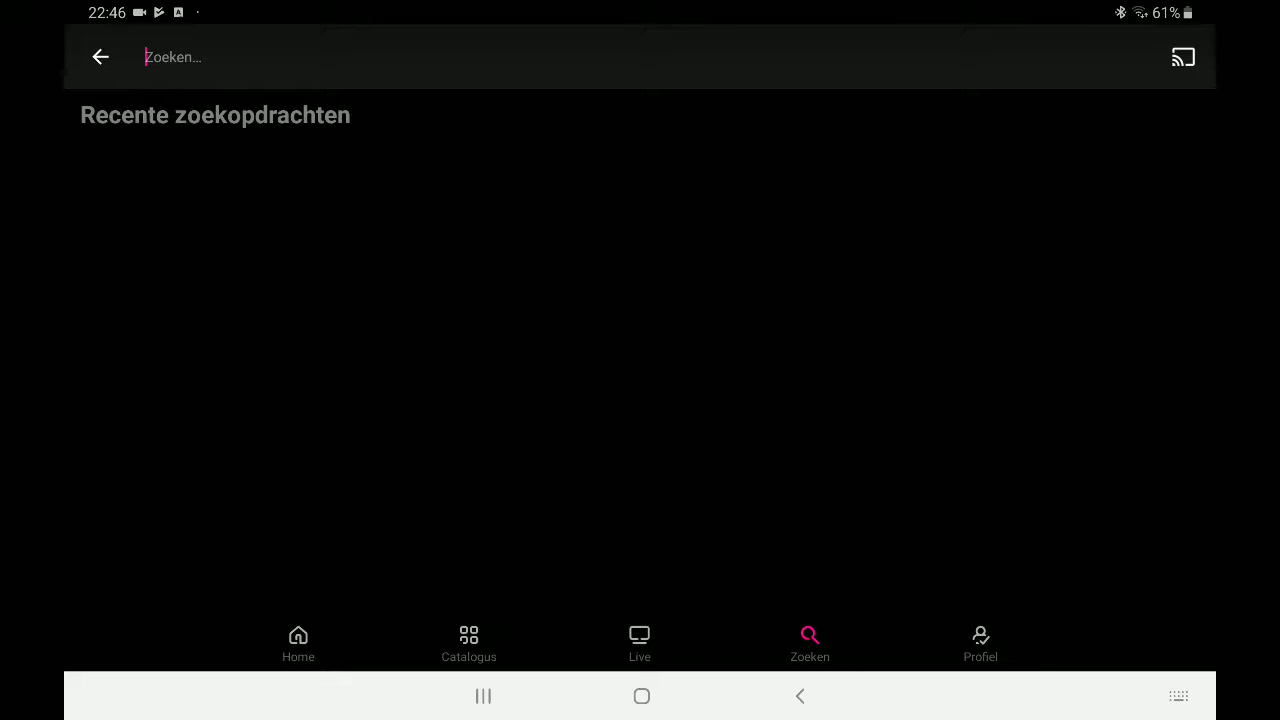 22:46
61%
Zoeken...
Recente zoekopdrachten
Home
Catalogus
Live
Zoeken
Profiel